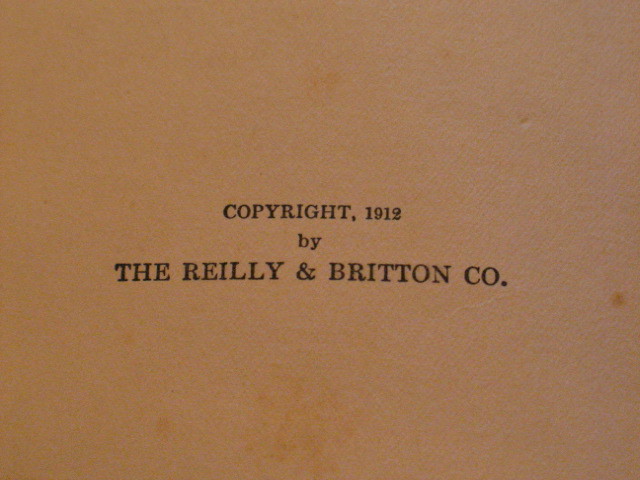 COPYRIGHT, 1912
by
THE REILLY & BRITTON CO.